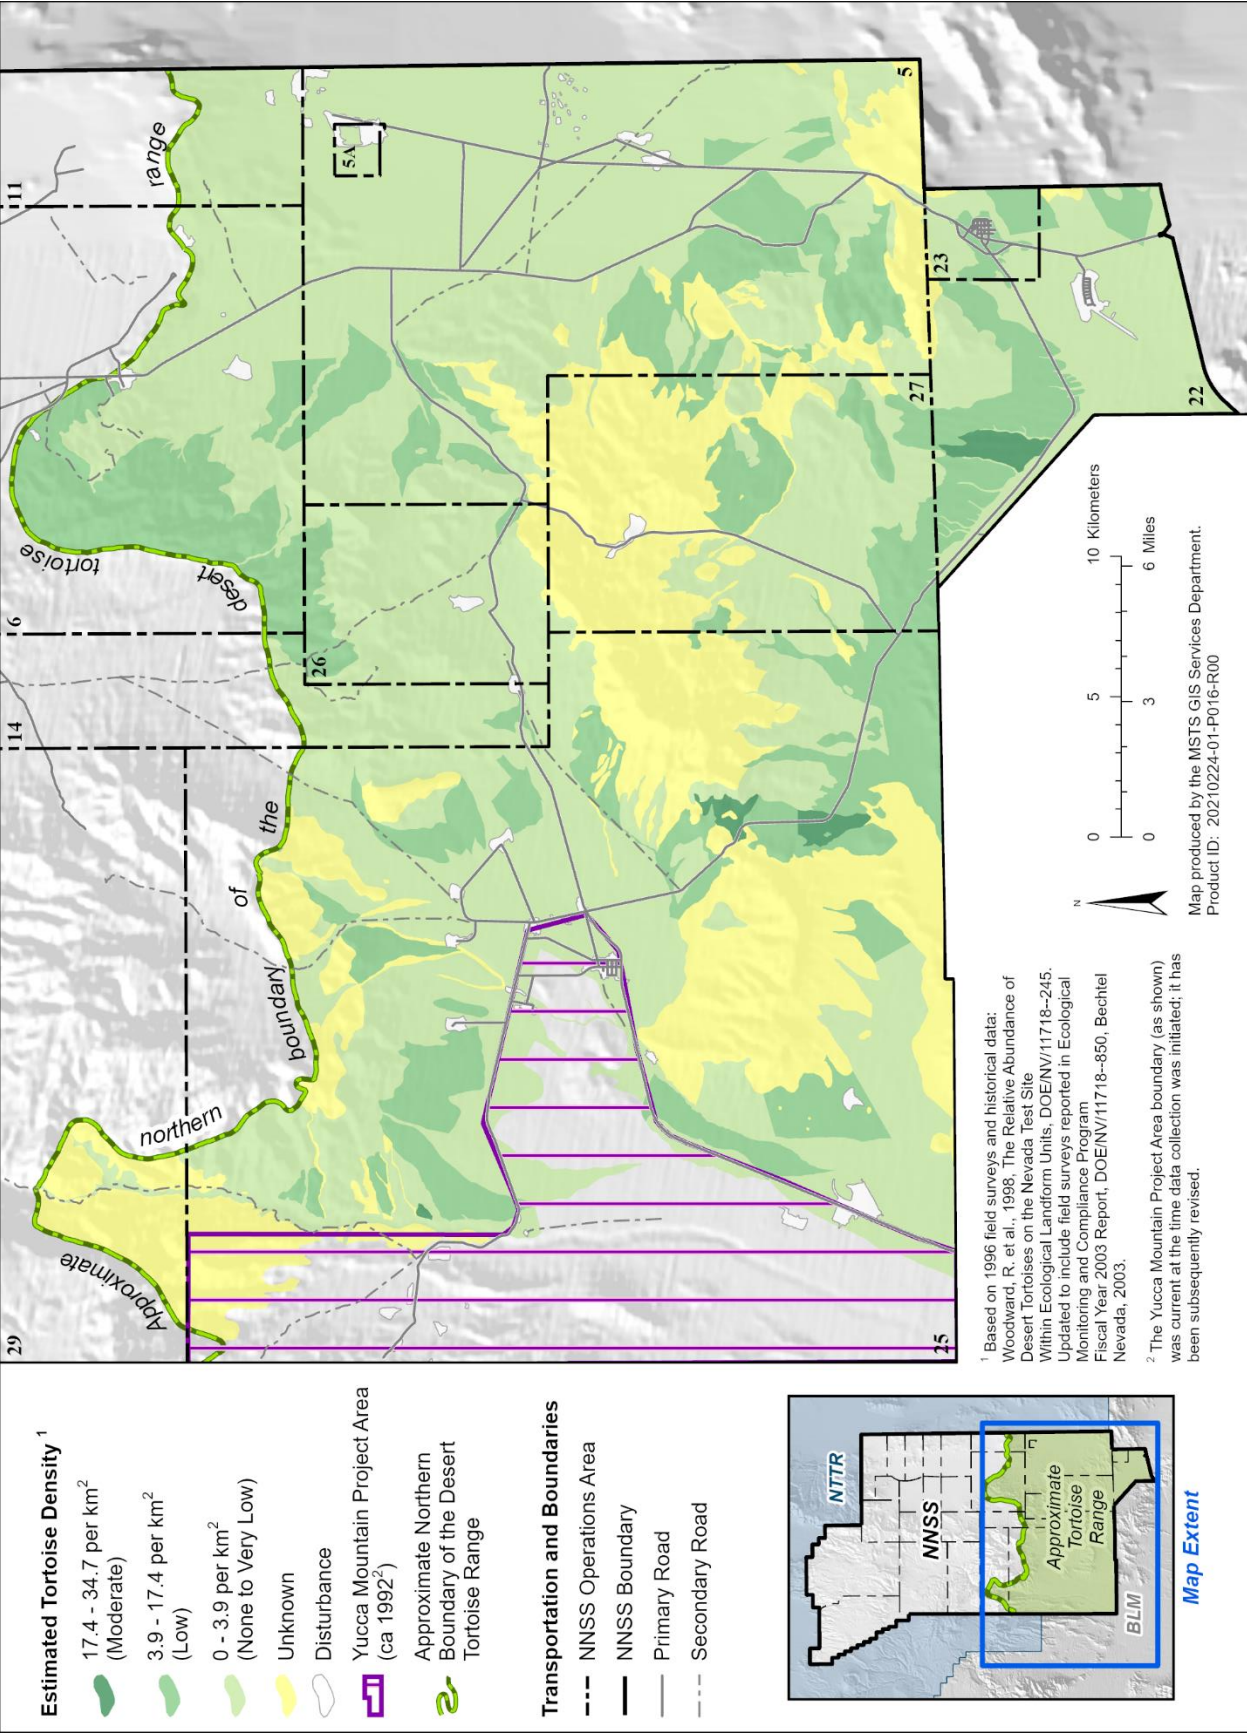 Estimated Tortoise Density 1
17.4 - 34.7 per km2
(Moderate)
3.9 - 17.4 per km2
(Low)
0 - 3.9 per km2
(None to Very Low)
Unknown
Disturbance
Yucca Mountain Project Area
(ca 19922)
Approximate Northern
Boundary of the Desert
Tortoise Range
Transportation and Boundaries
NNSS Operations Area
NNSS Boundary
Primary Road
Secondary Road
NTTR
NNSS
Approximate
Tortoise
Range
BLM
Map Extent
29
14
6
11
Approximate northern boundary of the desert tortoise range
26
5A
5
27
23
22
25
1 Based on 1996 field surveys and historical data:
Woodward, R. et al., 1998, The Relative Abundance of
Desert Tortoises on the Nevada Test Site
Within Ecological Landform Units, DOE/NV/11718--245.
Updated to include field surveys reported in Ecological
Monitoring and Compliance Program
Fiscal Year 2003 Report, DOE/NV/11718--850, Bechtel
Nevada, 2003.
2 The Yucca Mountain Project Area boundary (as shown)
was current at the time data collection was initiated; it has
been subsequently revised.
N
0 5 10 Kilometers
0 3 6 Miles
Map produced by the MSTS GIS Services Department.
Product ID: 20210224-01-P016-R00